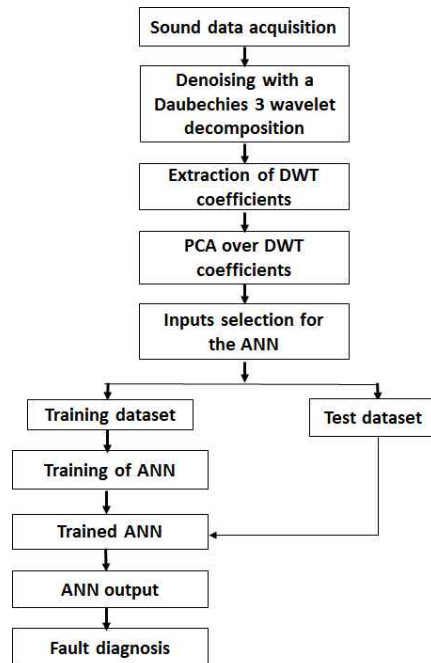 Sound data acquisition
Denoising with a
Daubechies 3 wavelet
decomposition
Extraction of DWT
coefficients
PCA over DWT
coefficients
Inputs selection for
the ANN
Training dataset
Test dataset
Training of ANN
Trained ANN
ANN output
Fault diagnosis